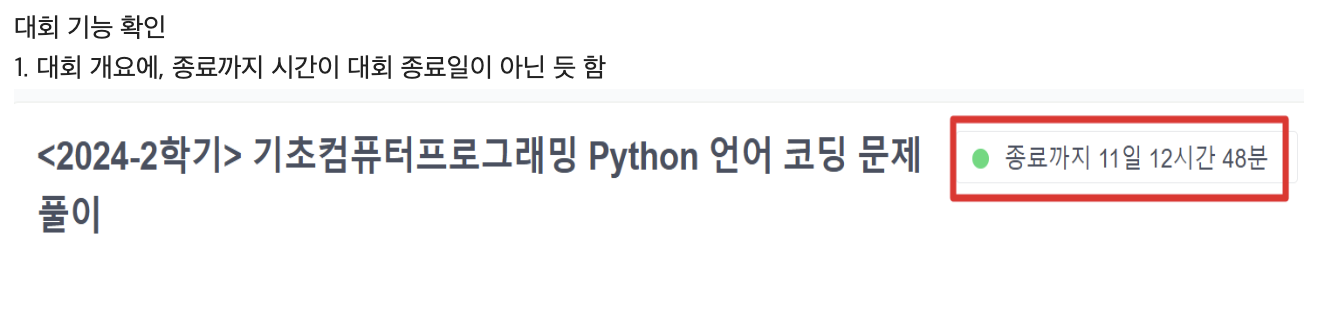 대회 기능 확인
1. 대회 개요에, 종료까지 시간이 대회 종료일이 아닌 듯 함
<2024-2학기> 기초컴퓨터프로그래밍 Python 언어 코딩 문제
풀이
종료까지 11일 12시간 48분